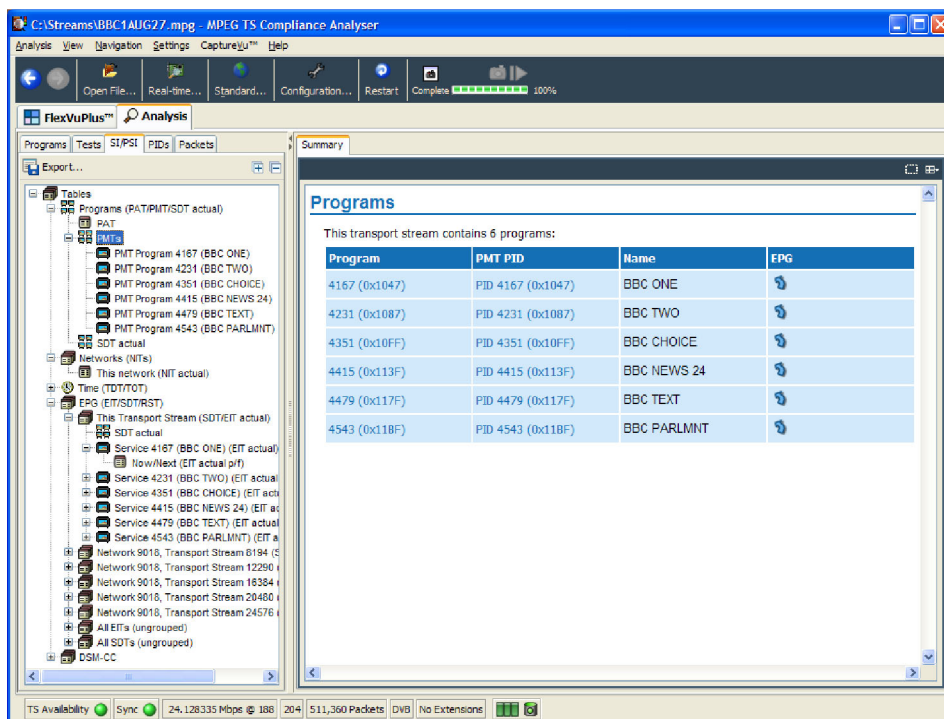 C:\Streams\BBC1AUG27.mpg - MPEG TS Compliance Analyser
Analysis View Navigation Settings CaptureVu™ Help
Open File... Real-time... Standard... Configuration... Restart Complete 100%
FlexVuPlus™ Analysis
Programs Tests SI/PSI PIDs Packets
Summary
Export...
Tables
Programs (PAT/PMT/SDT actual)
PAT
PMTs
PMT Program 4167 (BBC ONE)
PMT Program 4231 (BBC TWO)
PMT Program 4351 (BBC CHOICE)
PMT Program 4415 (BBC NEWS 24)
PMT Program 4479 (BBC TEXT)
PMT Program 4543 (BBC PARLMNT)
SDT actual
Networks (NITs)
This network (NIT actual)
Time (TDT/TOT)
EPG (EIT/SDT/RST)
This Transport Stream (SDT/EIT actual)
SDT actual
Service 4167 (BBC ONE) (EIT actual)
Now/Next (EIT actual p/f)
Service 4231 (BBC TWO) (EIT actual
Service 4351 (BBC CHOICE) (EIT actu
Service 4415 (BBC NEWS 24) (EIT ac
Service 4479 (BBC TEXT) (EIT actual
Service 4543 (BBC PARLMNT) (EIT a
Network 9018, Transport Stream 8194 (S
Network 9018, Transport Stream 12290
Network 9018, Transport Stream 16384
Network 9018, Transport Stream 20480
Network 9018, Transport Stream 24576
All EITs (ungrouped)
All SDTs (ungrouped)
DSM-CC
Programs
This transport stream contains 6 programs:
Program PMT PID Name EPG
4167 (0x1047) PID 4167 (0x1047) BBC ONE
4231 (0x1087) PID 4231 (0x1087) BBC TWO
4351 (0x10FF) PID 4351 (0x10FF) BBC CHOICE
4415 (0x113F) PID 4415 (0x113F) BBC NEWS 24
4479 (0x117F) PID 4479 (0x117F) BBC TEXT
4543 (0x11BF) PID 4543 (0x11BF) BBC PARLMNT
TS Availability Sync 24.128335 Mbps @ 188 204 511,360 Packets DVB No Extensions